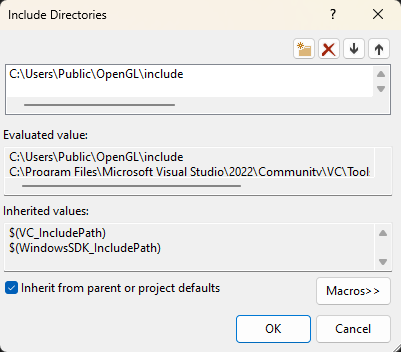 Include Directories
? ×
C:\Users\Public\OpenGL\include
Evaluated value:
C:\Users\Public\OpenGL\include
C:\Program Files\Microsoft Visual Studio\2022\Community\VC\Tool
Inherited values:
$(VC_IncludePath)
$(WindowsSDK_IncludePath)
Inherit from parent or project defaults
Macros>>
OK
Cancel